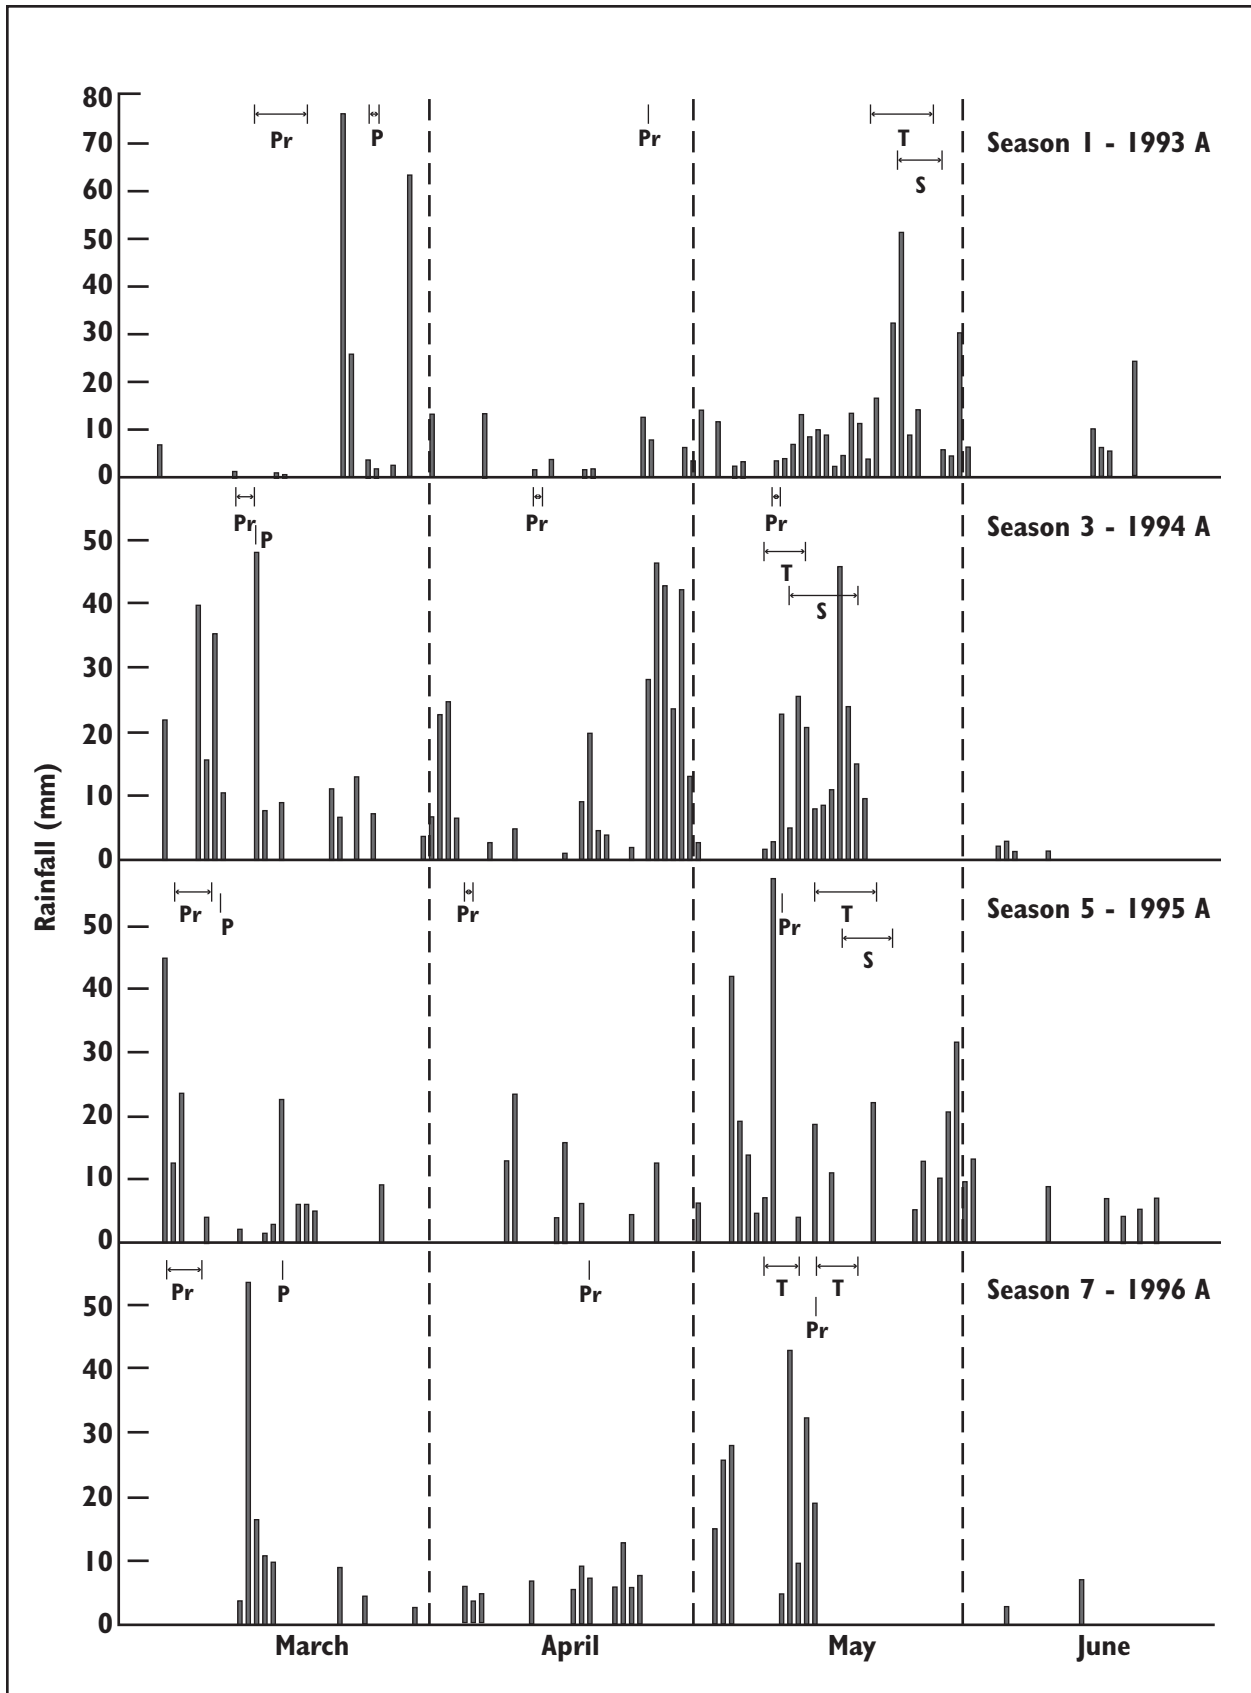 80
Pr
P
Pr
T
70
Season 1 - 1993 A
S
60
50
40
30
20
10
0
Pr
Pr
Pr
Season 3 - 1994 A
P
50
T
40
S
30
20
10
0
Pr
P
Pr
Pr
T
Season 5 - 1995 A
50
S
40
30
20
10
0
Pr
P
Pr
T
T
Season 7 - 1996 A
50
Pr
40
30
20
10
0
Rainfall (mm)
March
April
May
June